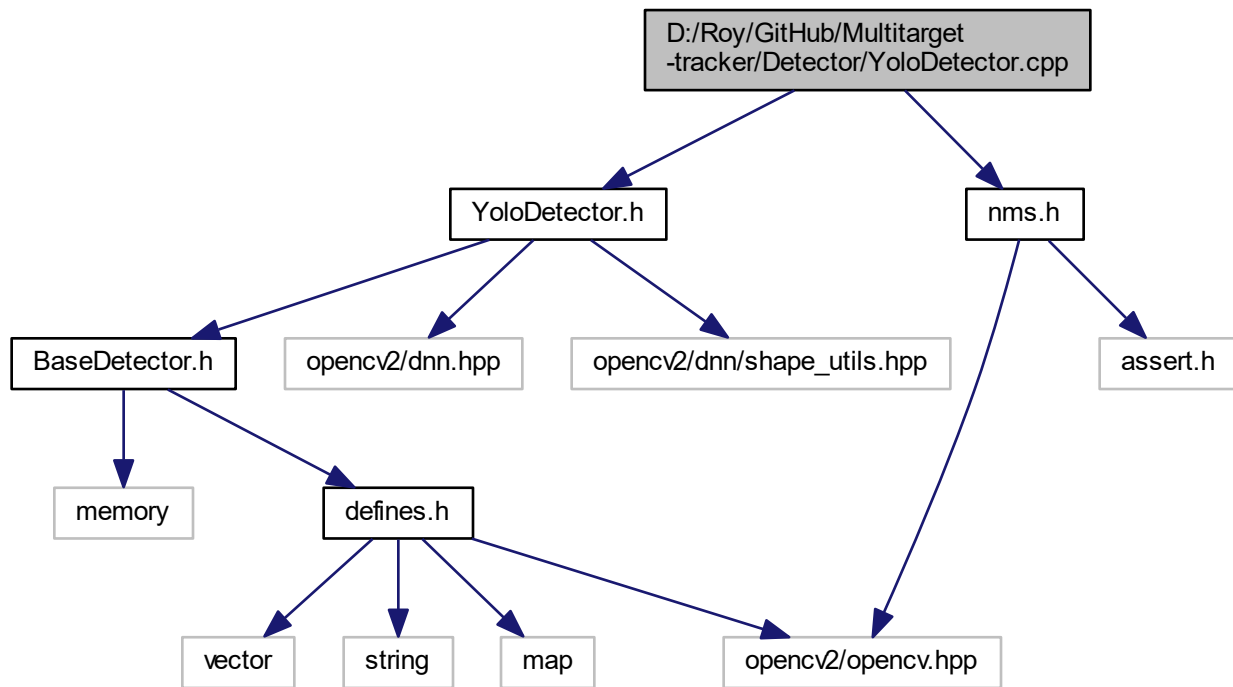 D:/Roy/GitHub/Multitarget
-tracker/Detector/YoloDetector.cpp
YoloDetector.h
nms.h
BaseDetector.h
opencv2/dnn.hpp
opencv2/dnn/shape_utils.hpp
assert.h
memory
defines.h
vector
string
map
opencv2/opencv.hpp